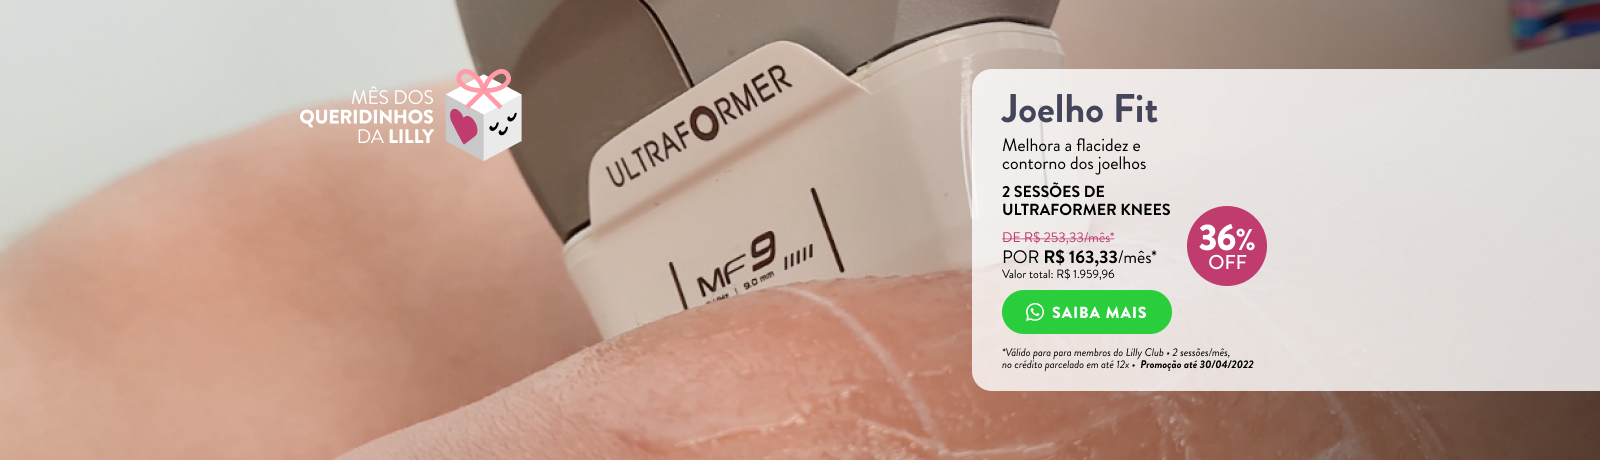 MÊS DOS
QUERIDINHOS
DA LILLY
ULTRAFORMER
MF9
9.0 mm
Joelho Fit
Melhora a flacidez e
contorno dos joelhos
2 SESSÕES DE
ULTRAFORMER KNEES
DE R$ 253,33/mês*
POR R$ 163,33/mês*
Valor total: R$ 1.959,96
36%
OFF
SAIBA MAIS
*Válido para para membros do Lilly Club • 2 sessões/mês,
no crédito parcelado em até 12x • Promoção até 30/04/2022